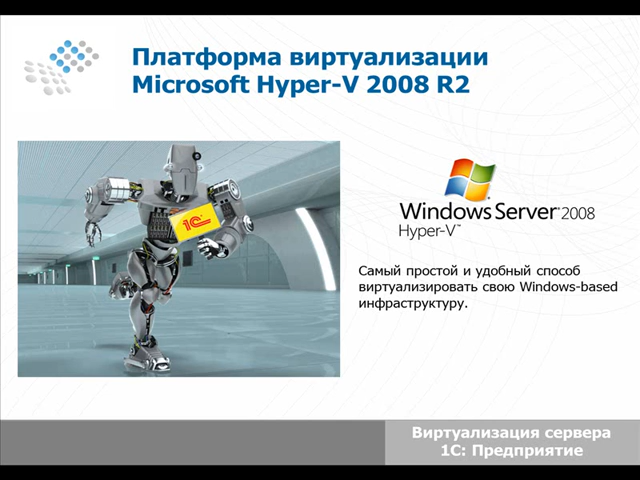 Платформа виртуализации
Microsoft Hyper-V 2008 R2
1С
Windows Server 2008
Hyper-V™
Самый простой и удобный способ
виртуализировать свою Windows-based
инфраструктуру.
Виртуализация сервера
1С: Предприятие